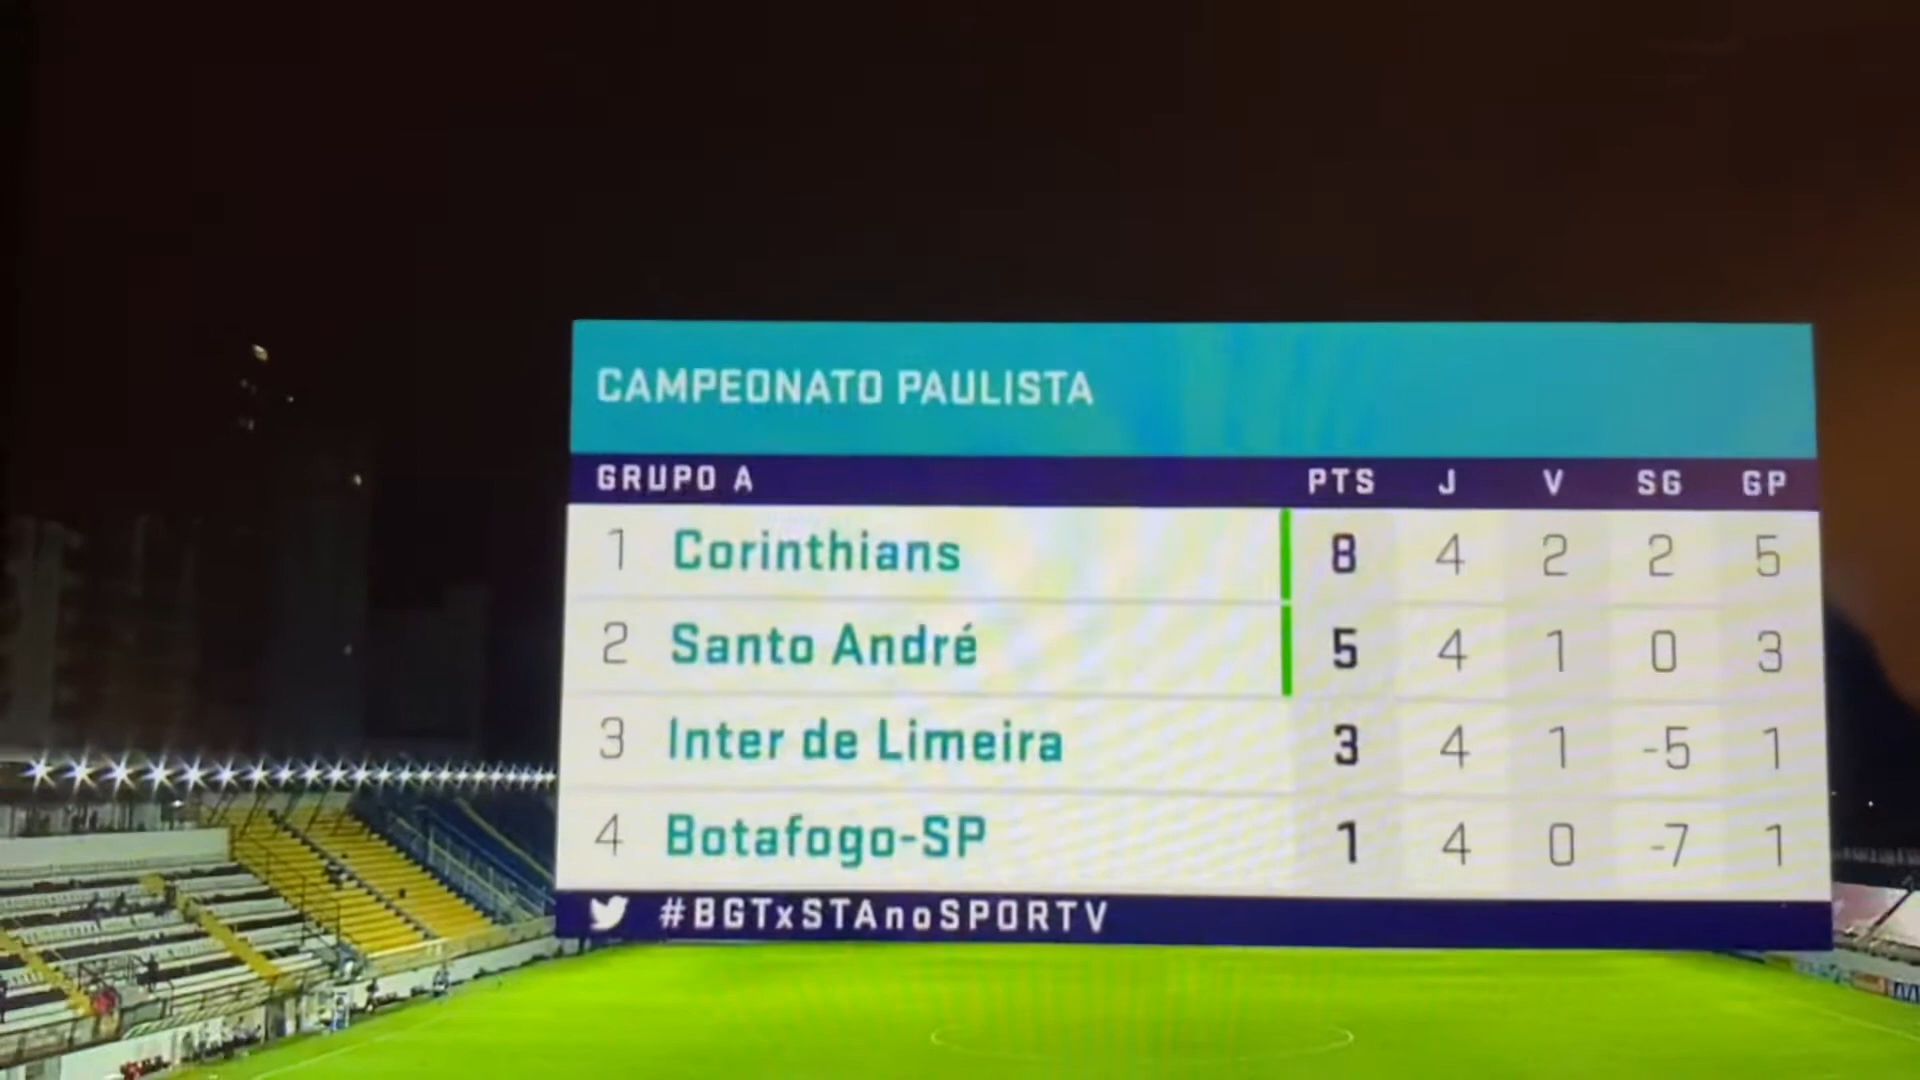 CAMPEONATO PAULISTA
GRUPO A PTS J V SG GP
1 Corinthians 8 4 2 2 5
2 Santo André 5 4 1 0 3
3 Inter de Limeira 3 4 1 -5 1
4 Botafogo-SP 1 4 0 -7 1
#BGTxSTAnoSPORTV